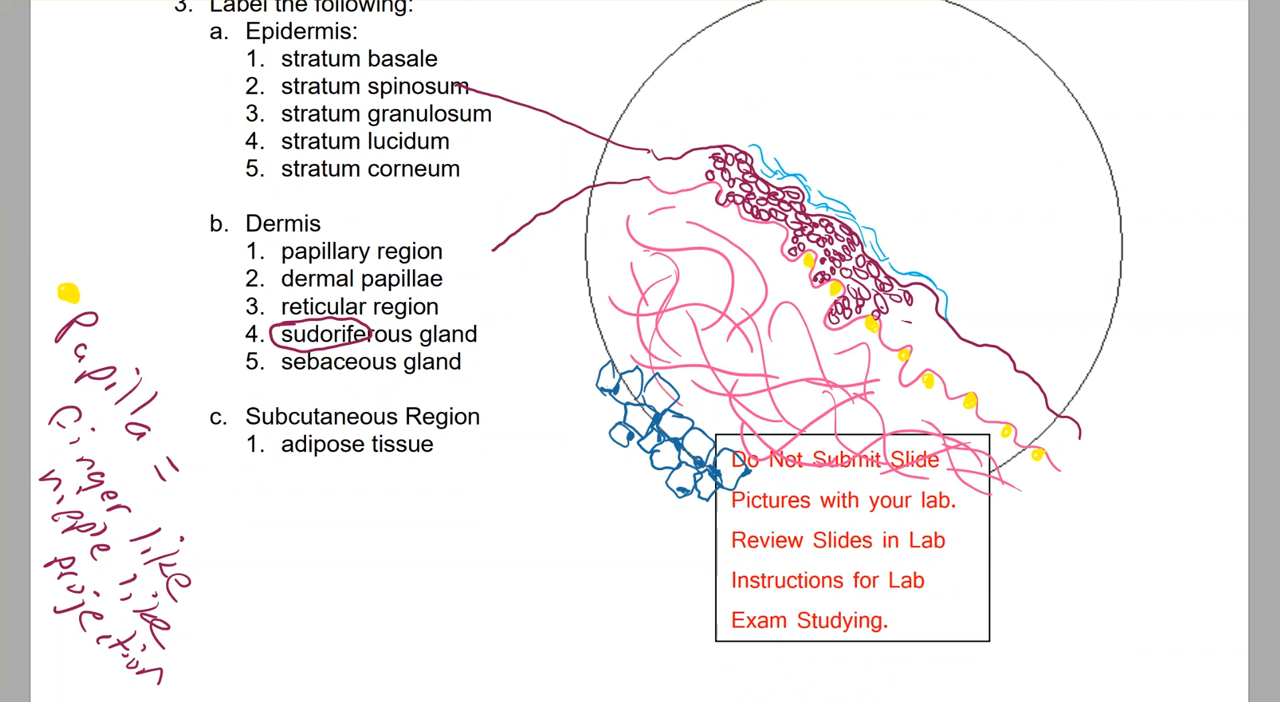 3. Label the following:
a. Epidermis:
1. stratum basale
2. stratum spinosum
3. stratum granulosum
4. stratum lucidum
5. stratum corneum
b. Dermis
1. papillary region
2. dermal papillae
3. reticular region
4. sudoriferous gland
5. sebaceous gland
c. Subcutaneous Region
1. adipose tissue
Papilla =
finger like
nipple like
projection
Do Not Submit Slide
Pictures with your lab.
Review Slides in Lab
Instructions for Lab
Exam Studying.